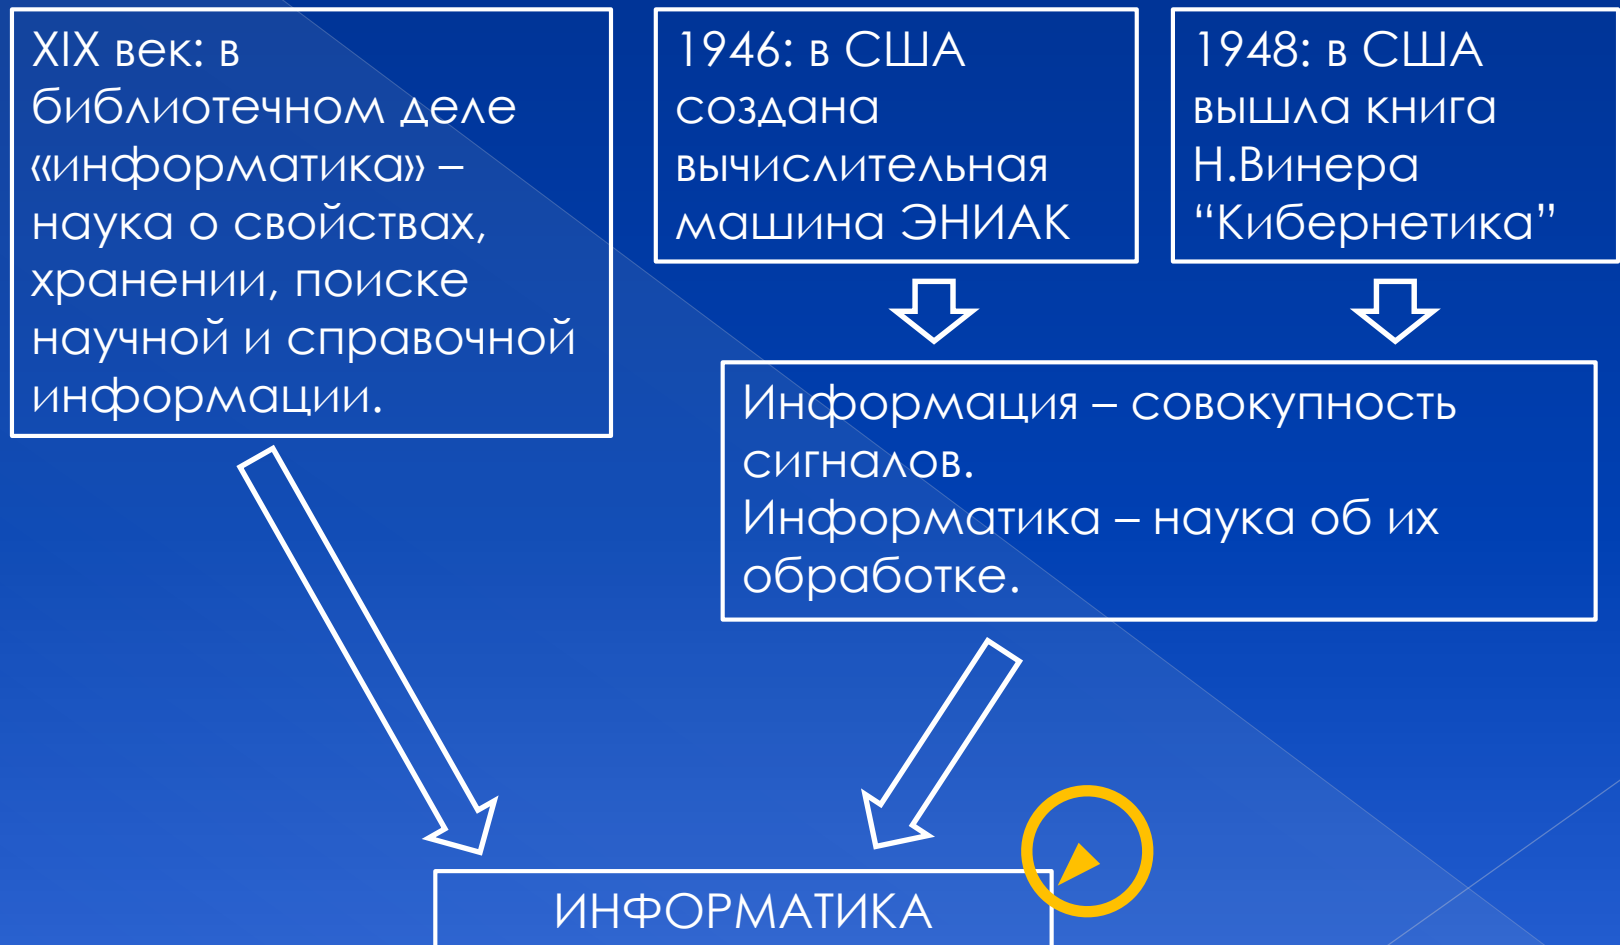 XIX век: в
библиотечном деле
«информатика» –
наука о свойствах,
хранении, поиске
научной и справочной
информации.
1946: в США
создана
вычислительная
машина ЭНИАК
1948: в США
вышла книга
Н.Винера
“Кибернетика”
Информация – совокупность
сигналов.
Информатика – наука об их
обработке.
ИНФОРМАТИКА